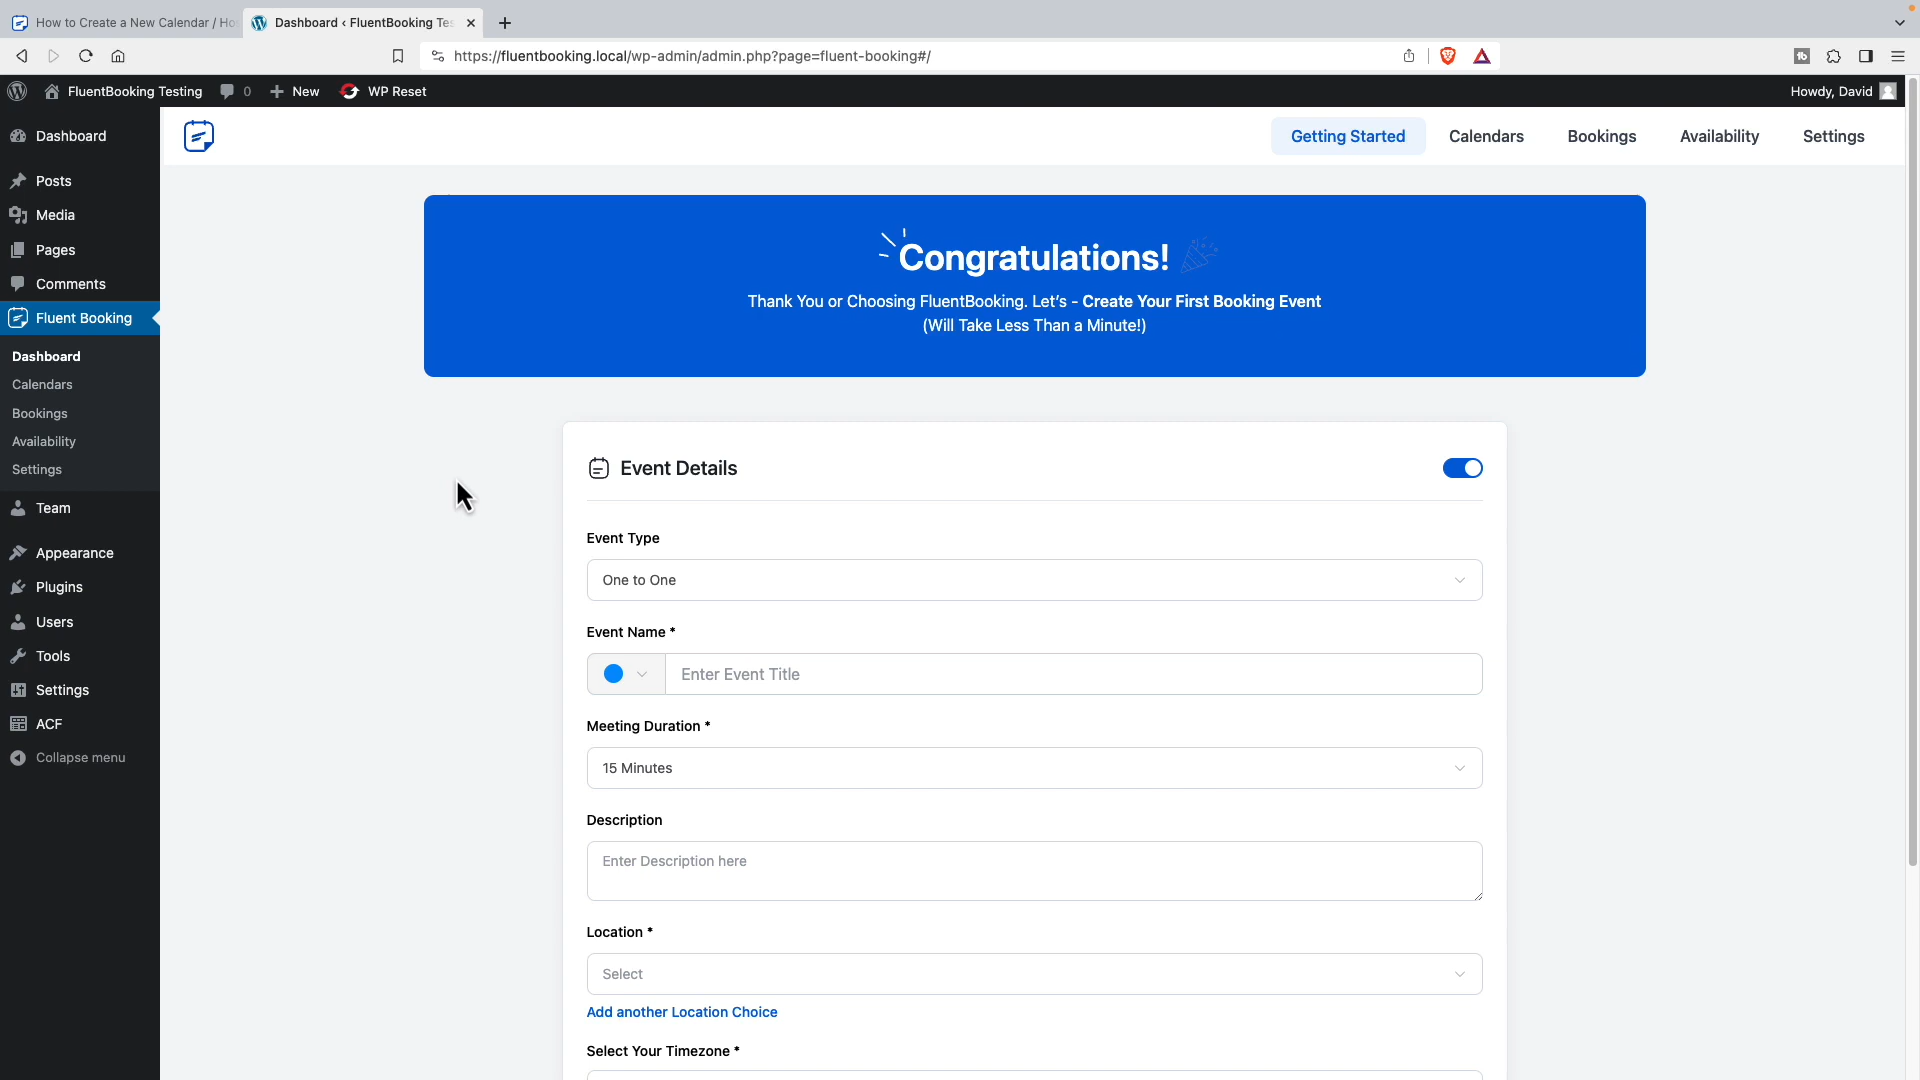 How to Create a New Calendar / Ho
Dashboard ‹ FluentBooking Tes
https://fluentbooking.local/wp-admin/admin.php?page=fluent-booking#/
FluentBooking Testing
0
New
WP Reset
Howdy, David
Dashboard
Posts
Media
Pages
Comments
Fluent Booking
Dashboard
Calendars
Bookings
Availability
Settings
Team
Appearance
Plugins
Users
Tools
Settings
ACF
Collapse menu
Getting Started
Calendars
Bookings
Availability
Settings
Congratulations!
Thank You or Choosing FluentBooking. Let's - Create Your First Booking Event
(Will Take Less Than a Minute!)
Event Details
Event Type
One to One
Event Name *
Enter Event Title
Meeting Duration *
15 Minutes
Description
Enter Description here
Location *
Select
Add another Location Choice
Select Your Timezone *